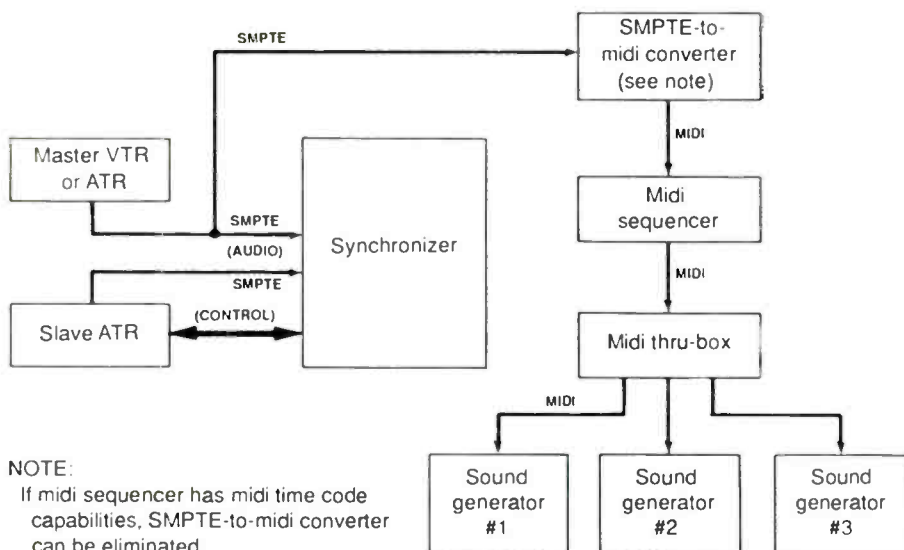 SMPTE
SMPTE-to-
midi converter
(see note)
MIDI
Master VTR
or ATR
SMPTE
(AUDIO)
Synchronizer
Midi
sequencer
SMPTE
MIDI
Slave ATR
(CONTROL)
Midi thru-box
MIDI
NOTE:
If midi sequencer has midi time code
capabilities, SMPTE-to-midi converter
can be eliminated
Sound
generator
#1
Sound
generator
#2
Sound
generator
#3